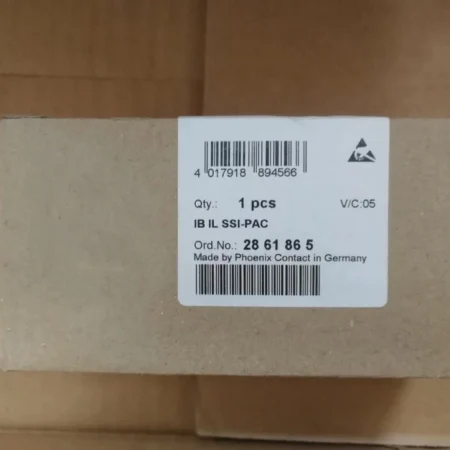 4 017918 894566
Qty.: 1 pcs V/C:05
IB IL SSI-PAC
Ord.No.: 28 61 86 5
Made by Phoenix Contact in Germany